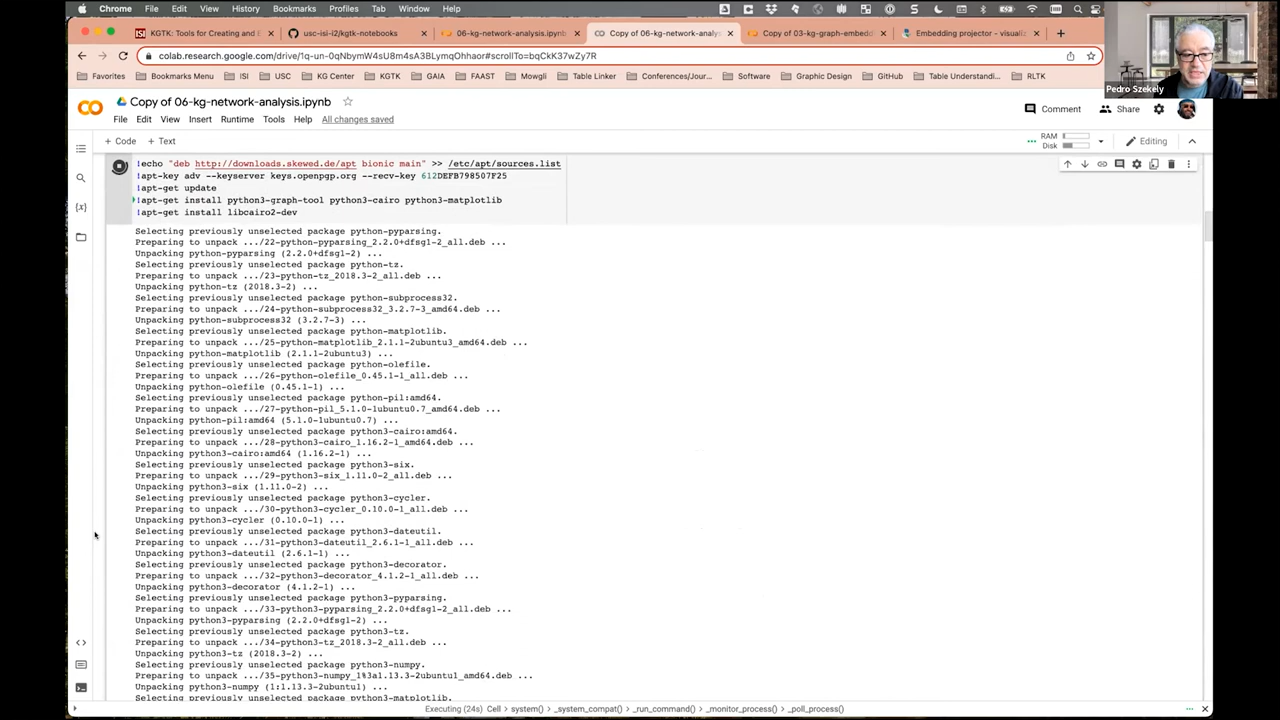 Chrome File Edit View History Bookmarks Profiles Tab Window Help
KGTK: Tools for Creating and E
usc-isi-i2/kgtk-notebooks
06-kg-network-analysis.ipynb
Copy of 06-kg-network-analys
Copy of 03-kg-graph-embedd
Embedding projector - visualiz
colab.research.google.com/drive/1q-un-0qNbymW4sU8m4sA3LymqOhhaor#scrollTo=bqCkK37wZy7R
Favorites Bookmarks Menu ISI USC KG Center KGTK GAIA FAAST Mowgli Table Linker Conferences/Jour... Software Graphic Design GitHub Table Understandi... RLTK
Pedro Szekely
Copy of 06-kg-network-analysis.ipynb
Comment Share
File Edit View Insert Runtime Tools Help All changes saved
+ Code + Text
RAM
Disk
Editing
!echo "deb http://downloads.skewed.de/apt bionic main" >> /etc/apt/sources.list
!apt-key adv --keyserver keys.openpgp.org --recv-key 612DEFB798507F25
!apt-get update
!apt-get install python3-graph-tool python3-cairo python3-matplotlib
!apt-get install libcairo2-dev
Selecting previously unselected package python-pyparsing.
Preparing to unpack .../22-python-pyparsing_2.2.0+dfsg1-2_all.deb ...
Unpacking python-pyparsing (2.2.0+dfsg1-2) ...
Selecting previously unselected package python-tz.
Preparing to unpack .../23-python-tz_2018.3-2_all.deb ...
Unpacking python-tz (2018.3-2) ...
Selecting previously unselected package python-subprocess32.
Preparing to unpack .../24-python-subprocess32_3.2.7-3_amd64.deb ...
Unpacking python-subprocess32 (3.2.7-3) ...
Selecting previously unselected package python-matplotlib.
Preparing to unpack .../25-python-matplotlib_2.1.1-2ubuntu3_amd64.deb ...
Unpacking python-matplotlib (2.1.1-2ubuntu3) ...
Selecting previously unselected package python-olefile.
Preparing to unpack .../26-python-olefile_0.45.1-1_all.deb ...
Unpacking python-olefile (0.45.1-1) ...
Selecting previously unselected package python-pil:amd64.
Preparing to unpack .../27-python-pil_5.1.0-1ubuntu0.7_amd64.deb ...
Unpacking python-pil:amd64 (5.1.0-1ubuntu0.7) ...
Selecting previously unselected package python3-cairo:amd64.
Preparing to unpack .../28-python3-cairo_1.16.2-1_amd64.deb ...
Unpacking python3-cairo:amd64 (1.16.2-1) ...
Selecting previously unselected package python3-six.
Preparing to unpack .../29-python3-six_1.11.0-2_all.deb ...
Unpacking python3-six (1.11.0-2) ...
Selecting previously unselected package python3-cycler.
Preparing to unpack .../30-python3-cycler_0.10.0-1_all.deb ...
Unpacking python3-cycler (0.10.0-1) ...
Selecting previously unselected package python3-dateutil.
Preparing to unpack .../31-python3-dateutil_2.6.1-1_all.deb ...
Unpacking python3-dateutil (2.6.1-1) ...
Selecting previously unselected package python3-decorator.
Preparing to unpack .../32-python3-decorator_4.1.2-1_all.deb ...
Unpacking python3-decorator (4.1.2-1) ...
Selecting previously unselected package python3-pyparsing.
Preparing to unpack .../33-python3-pyparsing_2.2.0+dfsg1-2_all.deb ...
Unpacking python3-pyparsing (2.2.0+dfsg1-2) ...
Selecting previously unselected package python3-tz.
Preparing to unpack .../34-python3-tz_2018.3-2_all.deb ...
Unpacking python3-tz (2018.3-2) ...
Selecting previously unselected package python3-numpy.
Preparing to unpack .../35-python3-numpy_1%3a1.13.3-2ubuntu1_amd64.deb ...
Unpacking python3-numpy (1:1.13.3-2ubuntu1) ...
Selecting previously unselected package python3-matplotlib.
Executing (24s) Cell system() _system_compat() _run_command() _monitor_process() _poll_process()